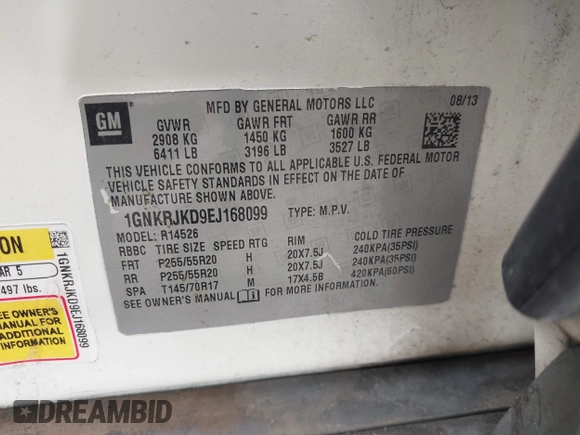 GM
MFD BY GENERAL MOTORS LLC
08/13
GVWR GAWR FRT GAWR RR
2908 KG 1450 KG 1600 KG
6411 LB 3196 LB 3527 LB
THIS VEHICLE CONFORMS TO ALL APPLICABLE U.S. FEDERAL MOTOR
VEHICLE SAFETY STANDARDS IN EFFECT ON THE DATE OF
MANUFACTURE SHOWN ABOVE.
1GNKRJKD9EJ168099 TYPE: M.P.V.
MODEL: R14526
RBBC TIRE SIZE SPEED RTG RIM COLD TIRE PRESSURE
FRT P255/55R20 H 20X7.5J 240KPA(35PSI)
RR P255/55R20 H 20X7.5J 240KPA(35PSI)
SPA T145/70R17 M 17X4.5B 420KPA(60PSI)
SEE OWNER'S MANUAL FOR MORE INFORMATION
ION
AR 5
497 lbs.
SEE OWNER'S
MANUAL FOR
ADDITIONAL
INFORMATION
1GNKRJKD9EJ168099
DREAMBID